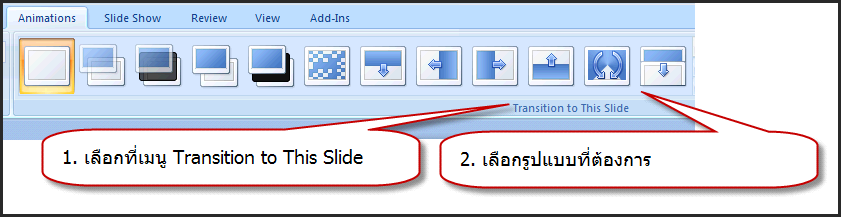 Animations Slide Show Review View Add-Ins
Transition to This Slide
1. เลือกที่เมนู Transition to This Slide
2. เลือกรูปแบบที่ต้องการ